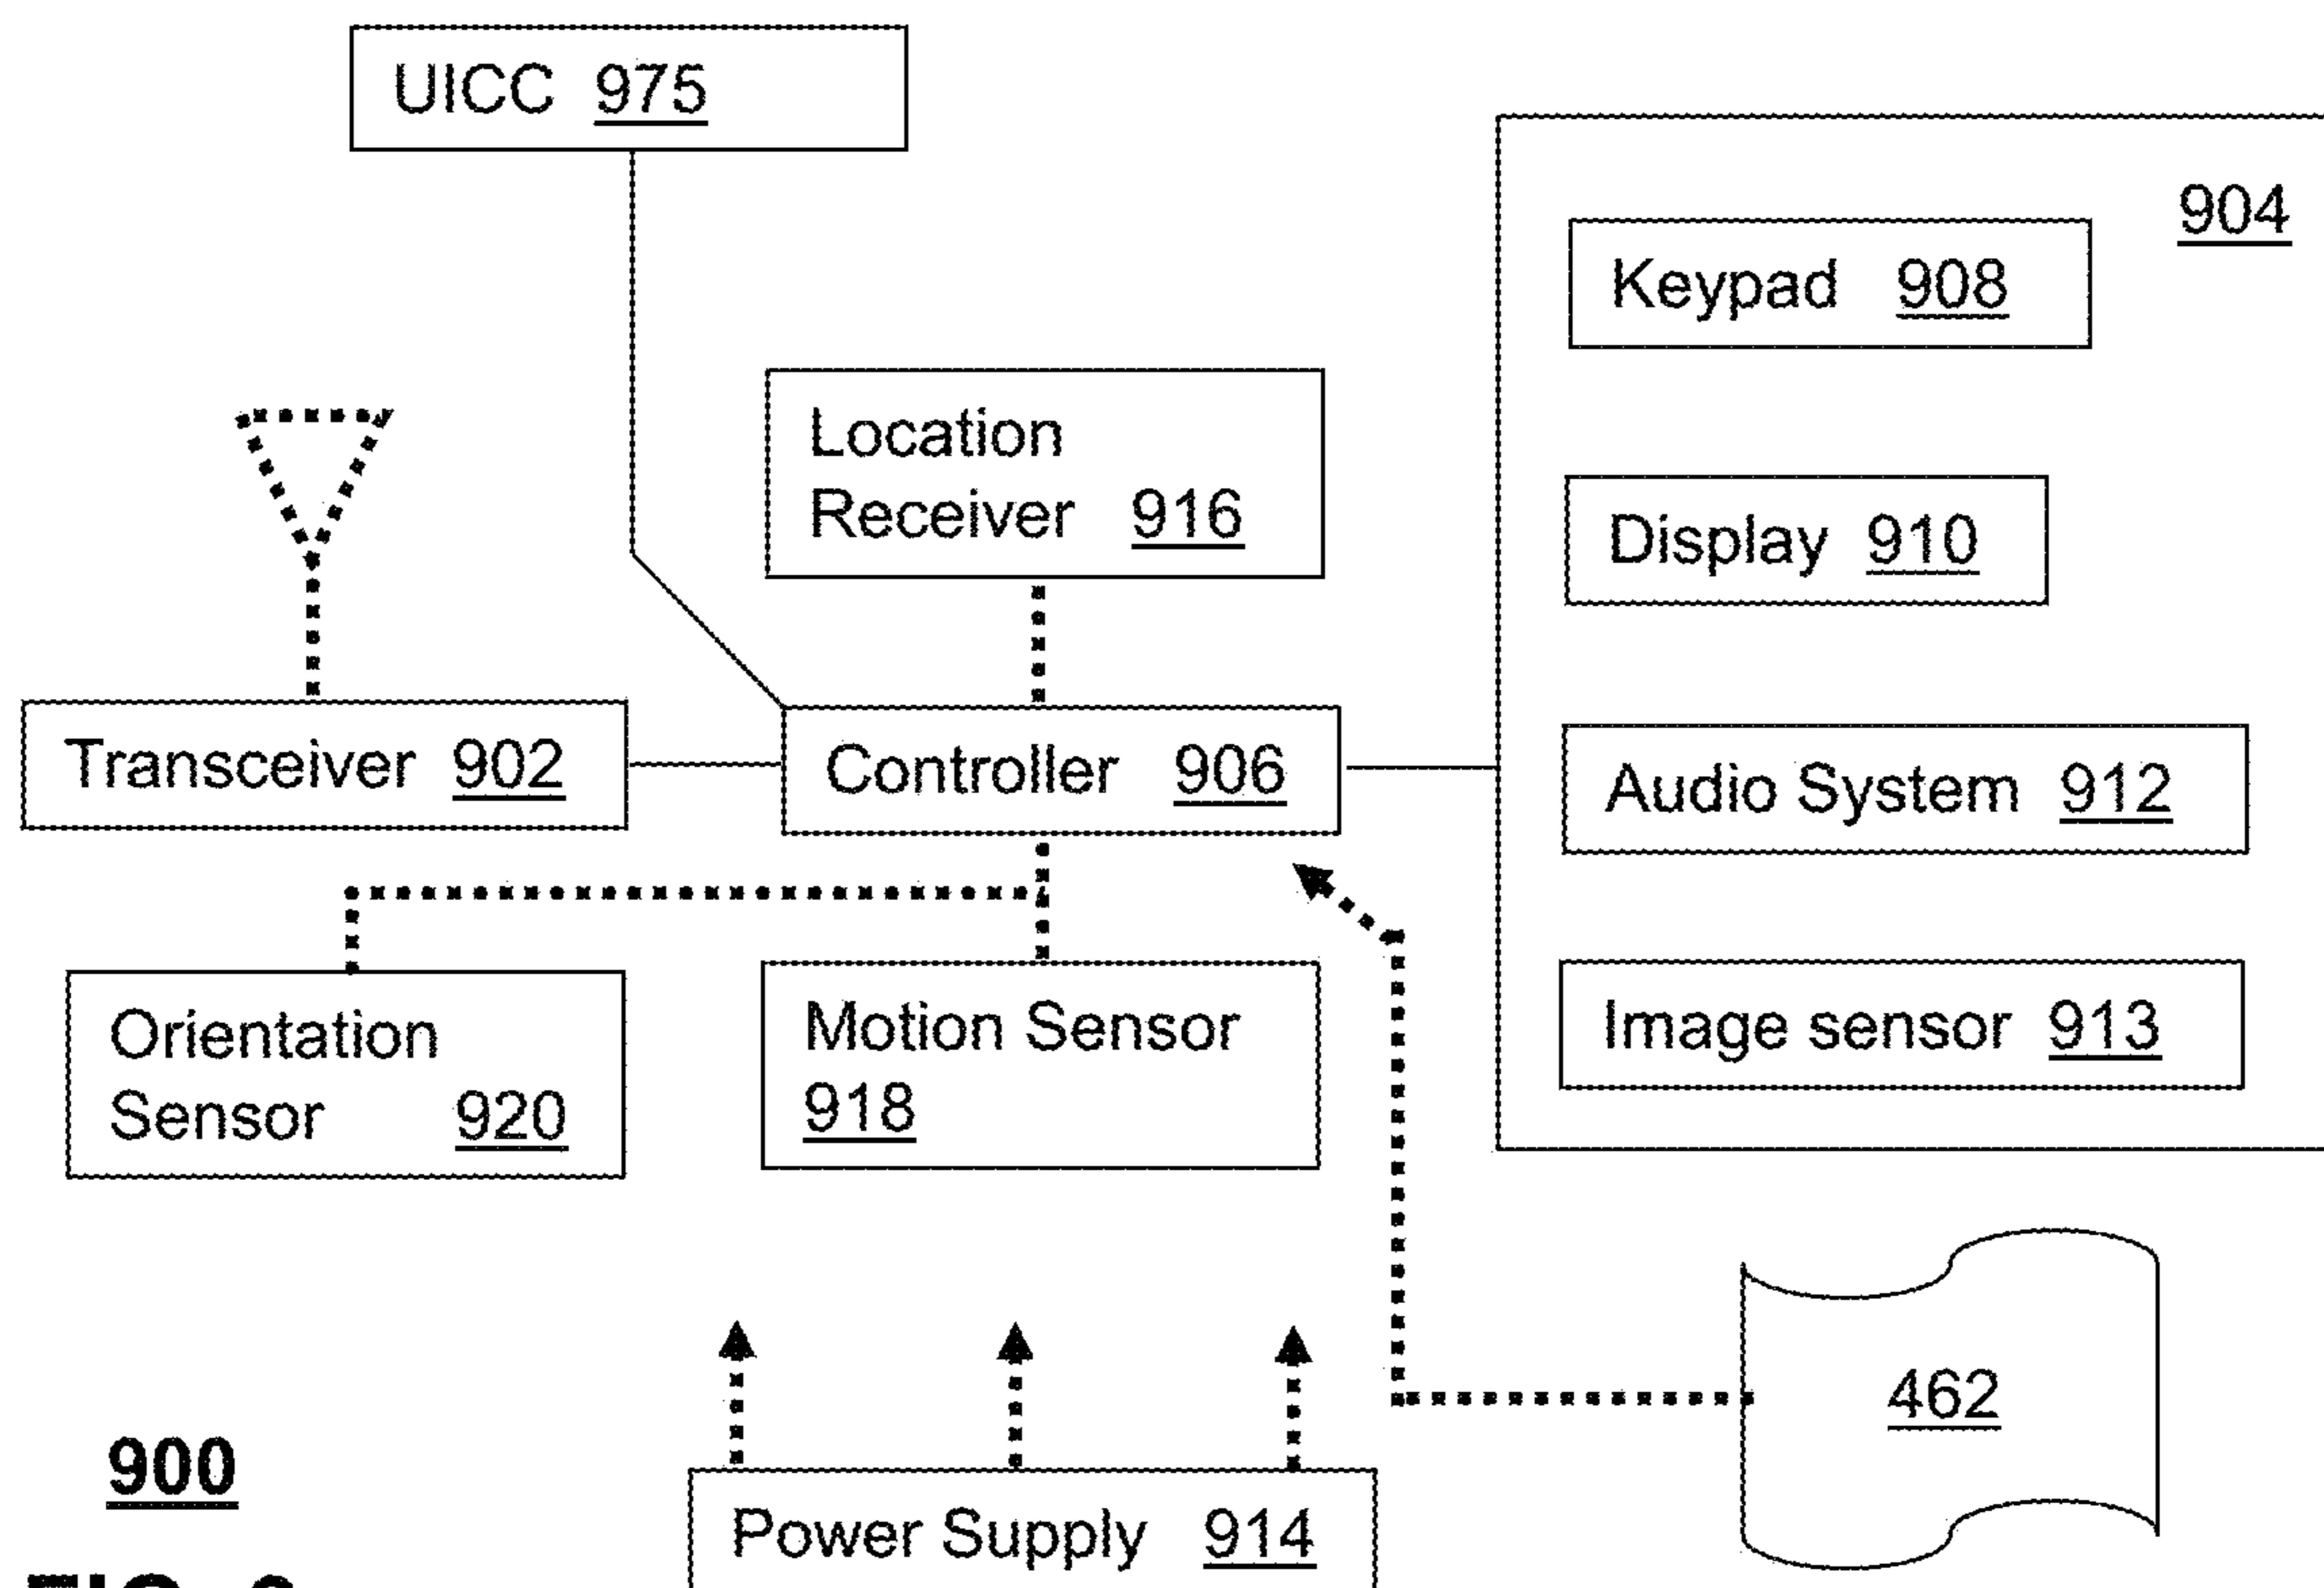 UICC 975
904
Keypad 908
Location
Receiver 916
Display 910
Transceiver 902
Controller 906
Audio System 912
Orientation
Sensor 920
Motion Sensor
918
Image sensor 913
462
900
Power Supply 914